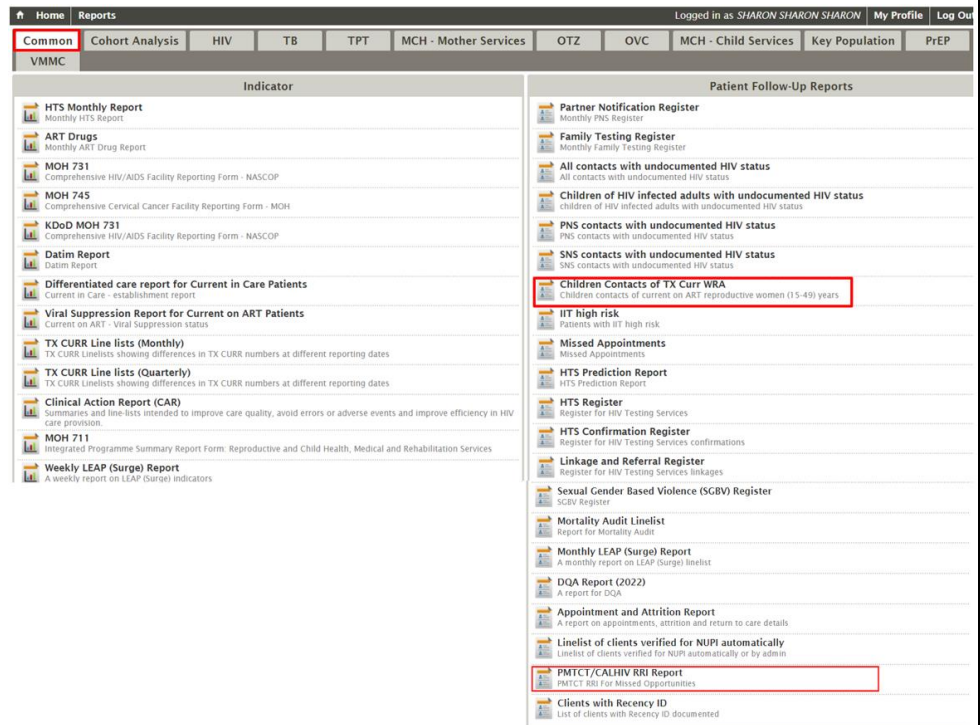 Home Reports Logged in as SHARON SHARON SHARON My Profile Log Out
Common Cohort Analysis HIV TB TPT MCH - Mother Services OTZ OVC MCH - Child Services Key Population PrEP
VMMC
Indicator
HTS Monthly Report
Monthly HTS Report
ART Drugs
Monthly ART Drug Report
MOH 731
Comprehensive HIV/AIDS Facility Reporting Form - NASCOP
MOH 745
Comprehensive Cervical Cancer Facility Reporting Form - MOH
KDoD MOH 731
Comprehensive HIV/AIDS Facility Reporting Form - NASCOP
Datim Report
Datim Report
Differentiated care report for Current in Care Patients
Current in Care - establishment report
Viral Suppression Report for Current on ART Patients
Current on ART - Viral Suppression status
TX CURR Line lists (Monthly)
TX CURR Linelists showing differences in TX CURR numbers at different reporting dates
TX CURR Line lists (Quarterly)
TX CURR Linelists showing differences in TX CURR numbers at different reporting dates
Clinical Action Report (CAR)
Summaries and line-lists intended to improve care quality, avoid errors or adverse events and improve efficiency in HIV
care provision.
MOH 711
Integrated Programme Summary Report Form: Reproductive and Child Health, Medical and Rehabilitation Services
Weekly LEAP (Surge) Report
A weekly report on LEAP (Surge) indicators
Patient Follow-Up Reports
Partner Notification Register
Monthly PNS Register
Family Testing Register
Monthly Family Testing Register
All contacts with undocumented HIV status
All contacts with undocumented HIV status
Children of HIV infected adults with undocumented HIV status
children of HIV infected adults with undocumented HIV status
PNS contacts with undocumented HIV status
PNS contacts with undocumented HIV status
SNS contacts with undocumented HIV status
SNS contacts with undocumented HIV status
Children Contacts of TX Curr WRA
Children contacts of current on ART reproductive women (15-49) years
IIT high risk
Patients with IIT high risk
Missed Appointments
Missed Appointments
HTS Prediction Report
HTS Prediction Report
HTS Register
Register for HIV Testing Services
HTS Confirmation Register
Register for HIV Testing Services confirmations
Linkage and Referral Register
Register for HIV Testing Services linkages
Sexual Gender Based Violence (SGBV) Register
SGBV Register
Mortality Audit Linelist
Report for Mortality Audit
Monthly LEAP (Surge) Report
A monthly report on LEAP (Surge) linelist
DQA Report (2022)
A report for DQA
Appointment and Attrition Report
A report on appointments, attrition and return to care details
Linelist of clients verified for NUPI automatically
Linelist of clients verified for NUPI automatically or by admin
PMTCT/CALHIV RRI Report
PMTCT RRI For Missed Opportunities
Clients with Recency ID
List of clients with Recency ID documented